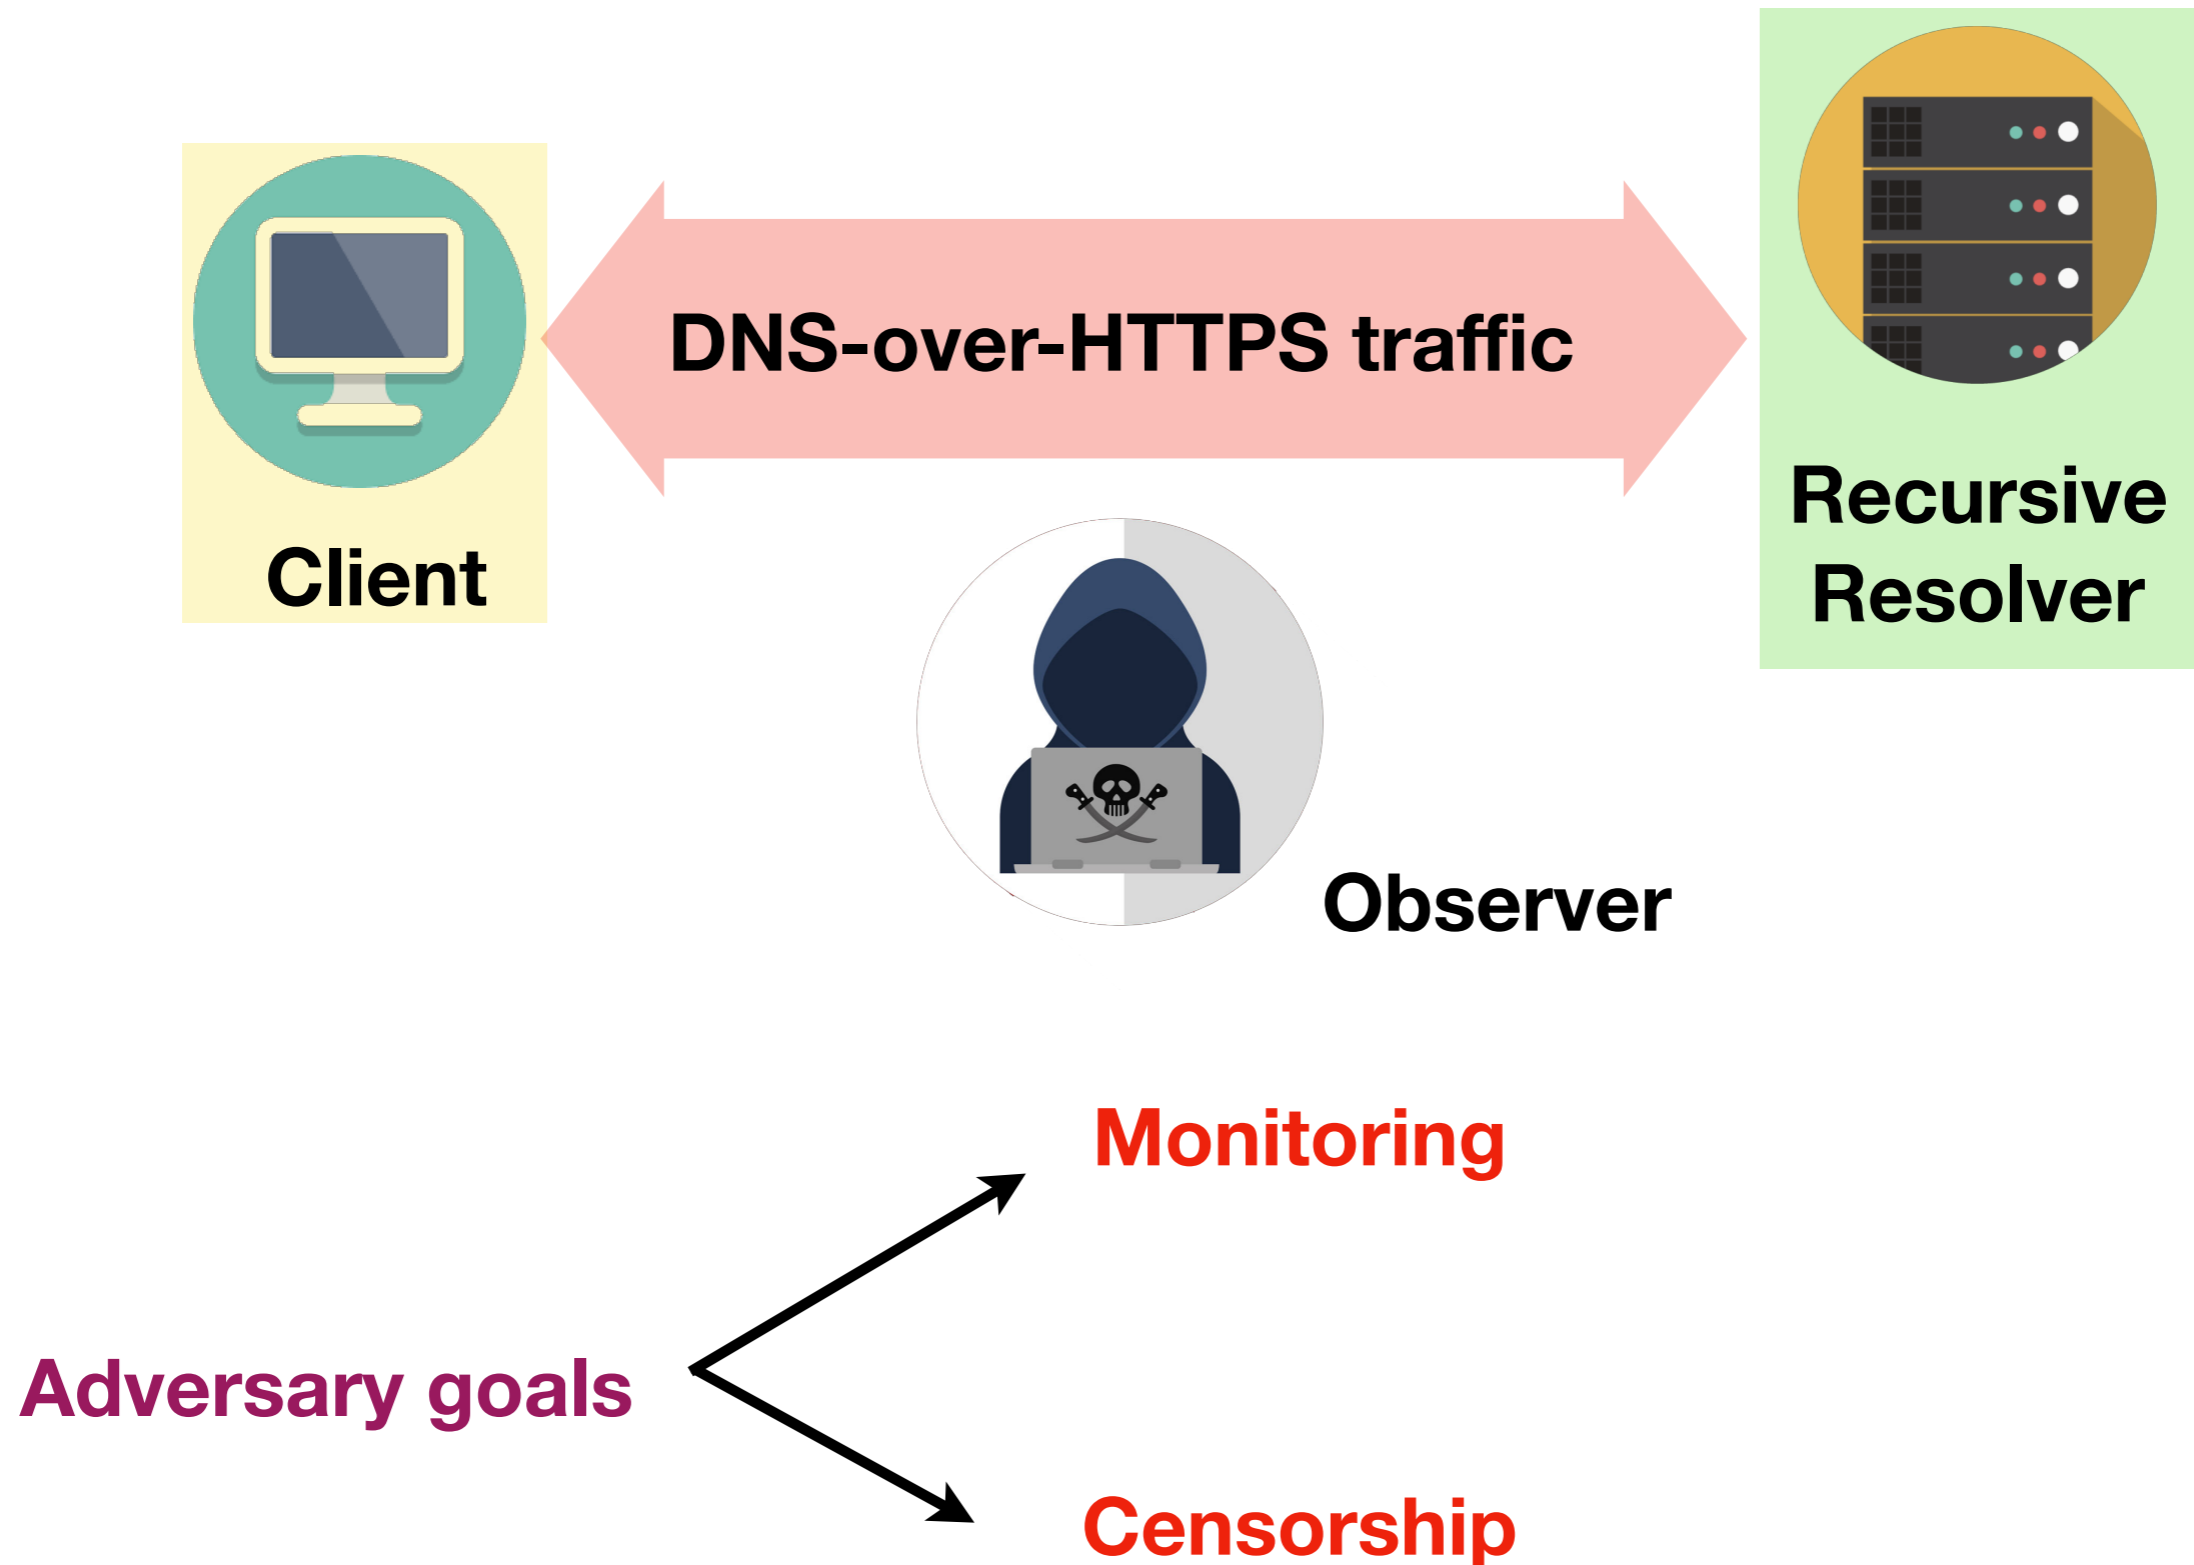 DNS-over-HTTPS traffic
Client
Recursive
Resolver
Observer
Monitoring
Adversary goals
Censorship